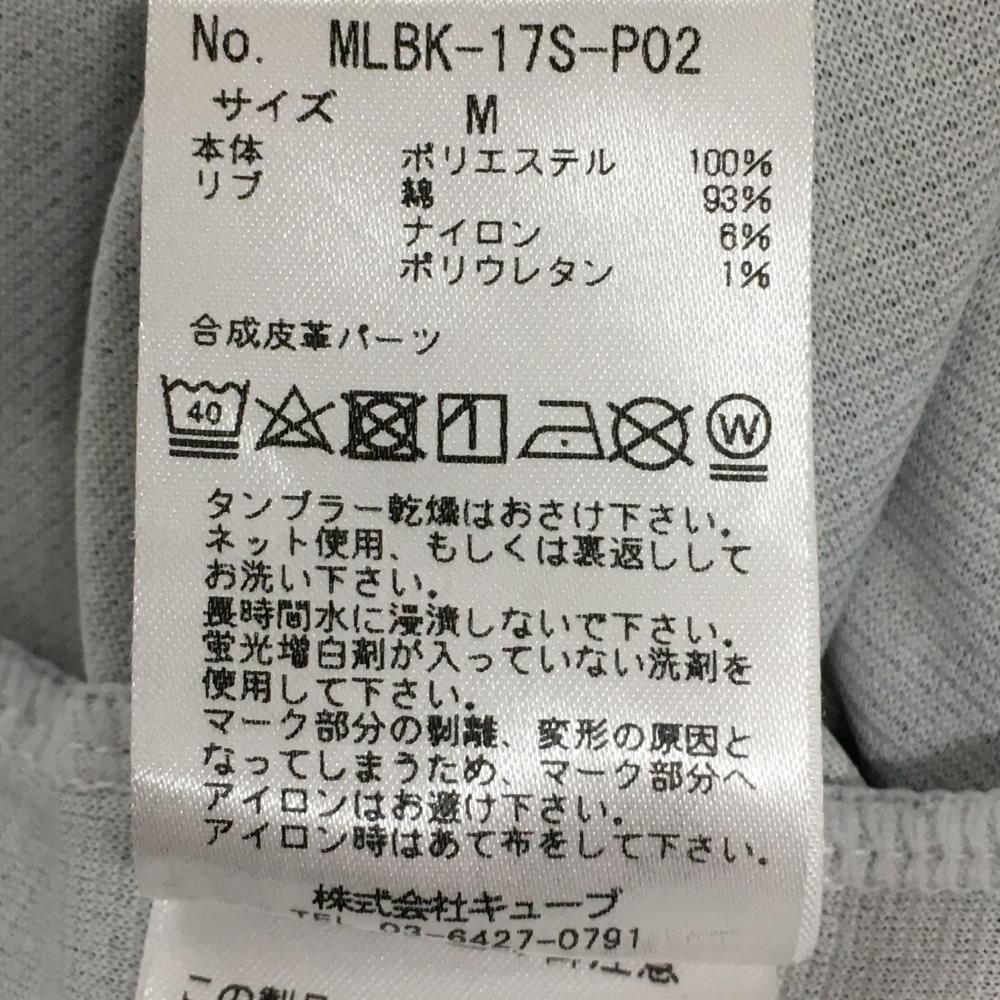 No. MLBK-17S-P02
サイズ M
本体 ポリエステル 100%
リブ 綿 93%
ナイロン 6%
ポリウレタン 1%
合成皮革パーツ
40 W
タンブラー乾燥はおさけ下さい。
ネット使用、もしくは裏返しして
お洗い下さい。
長時間水に浸漬しないで下さい。
蛍光増白剤が入っていない洗剤を
使用して下さい。
マーク部分の剥離、変形の原因と
なってしまうため、マーク部分へ
アイロンはお避け下さい。
アイロン時はあて布をして下さい。
株式会社キューブ
TEL 03-6427-0791
注意
この製